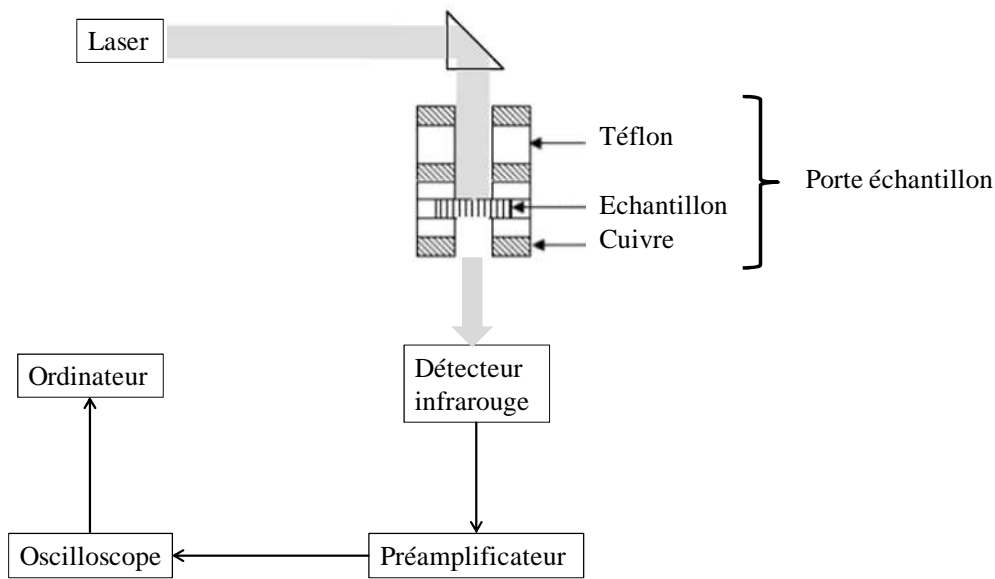 Laser
Téflon
Porte échantillon
Echantillon
Cuivre
Détecteur
infrarouge
Ordinateur
Oscilloscope
Préamplificateur